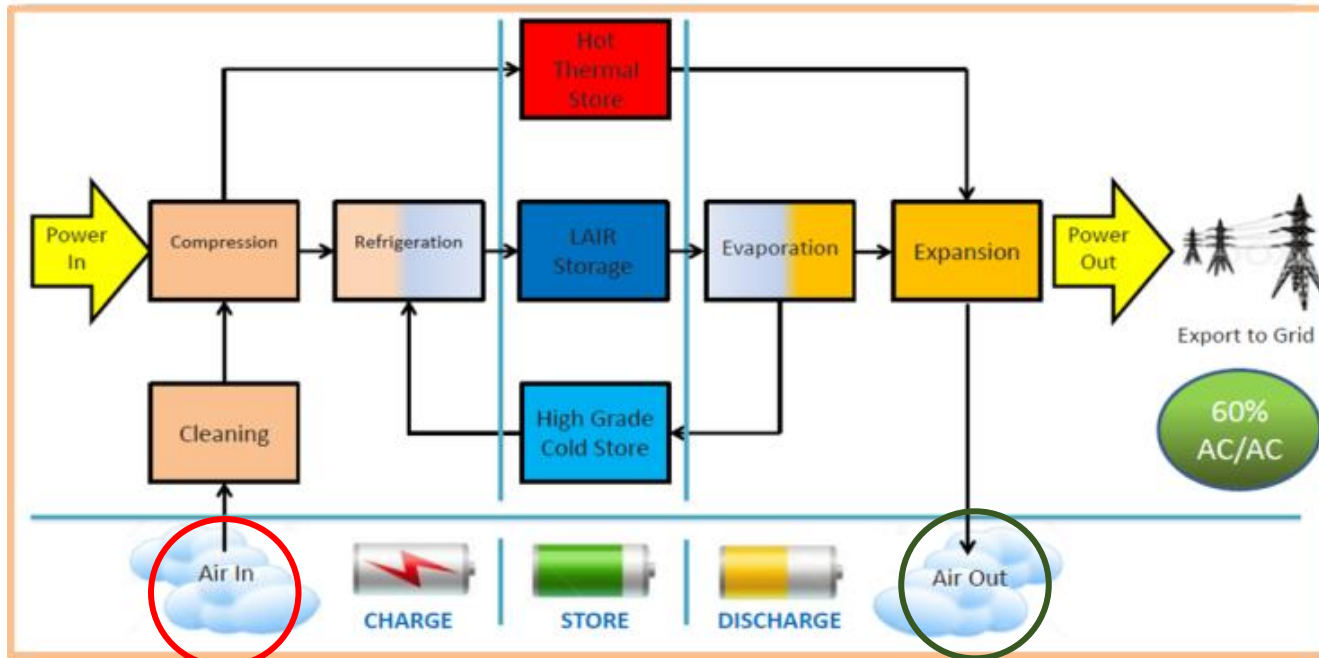 Hot
Thermal
Store
Power
In
Compression
Refrigeration
LAIR
Storage
Evaporation
Expansion
Power
Out
Export to Grid
Cleaning
High Grade
Cold Store
60%
AC/AC
Air In
CHARGE
STORE
DISCHARGE
Air Out